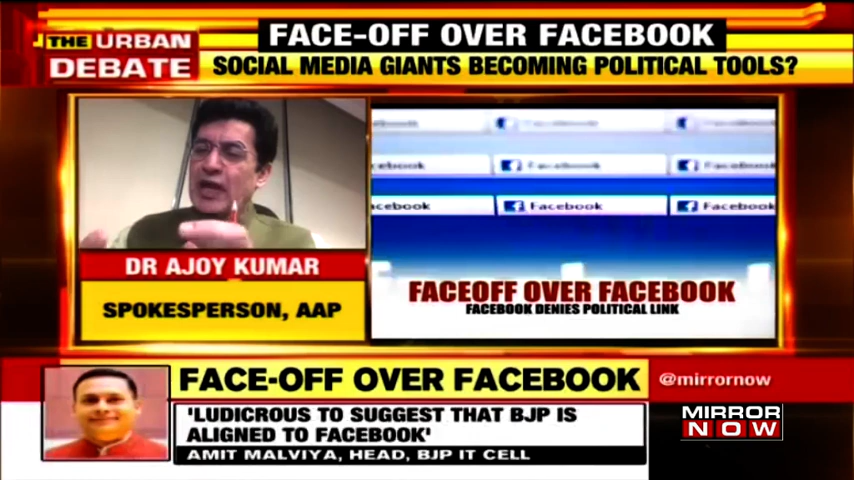 THE URBAN
DEBATE
FACE-OFF OVER FACEBOOK
SOCIAL MEDIA GIANTS BECOMING POLITICAL TOOLS?
cebook
Facebook
Facebook
acebook
Facebook
Facebook
DR AJOY KUMAR
SPOKESPERSON, AAP
FACEOFF OVER FACEBOOK
FACEBOOK DENIES POLITICAL LINK
FACE-OFF OVER FACEBOOK
@mirrornow
'LUDICROUS TO SUGGEST THAT BJP IS
ALIGNED TO FACEBOOK'
AMIT MALVIYA, HEAD, BJP IT CELL
MIRROR
NOW